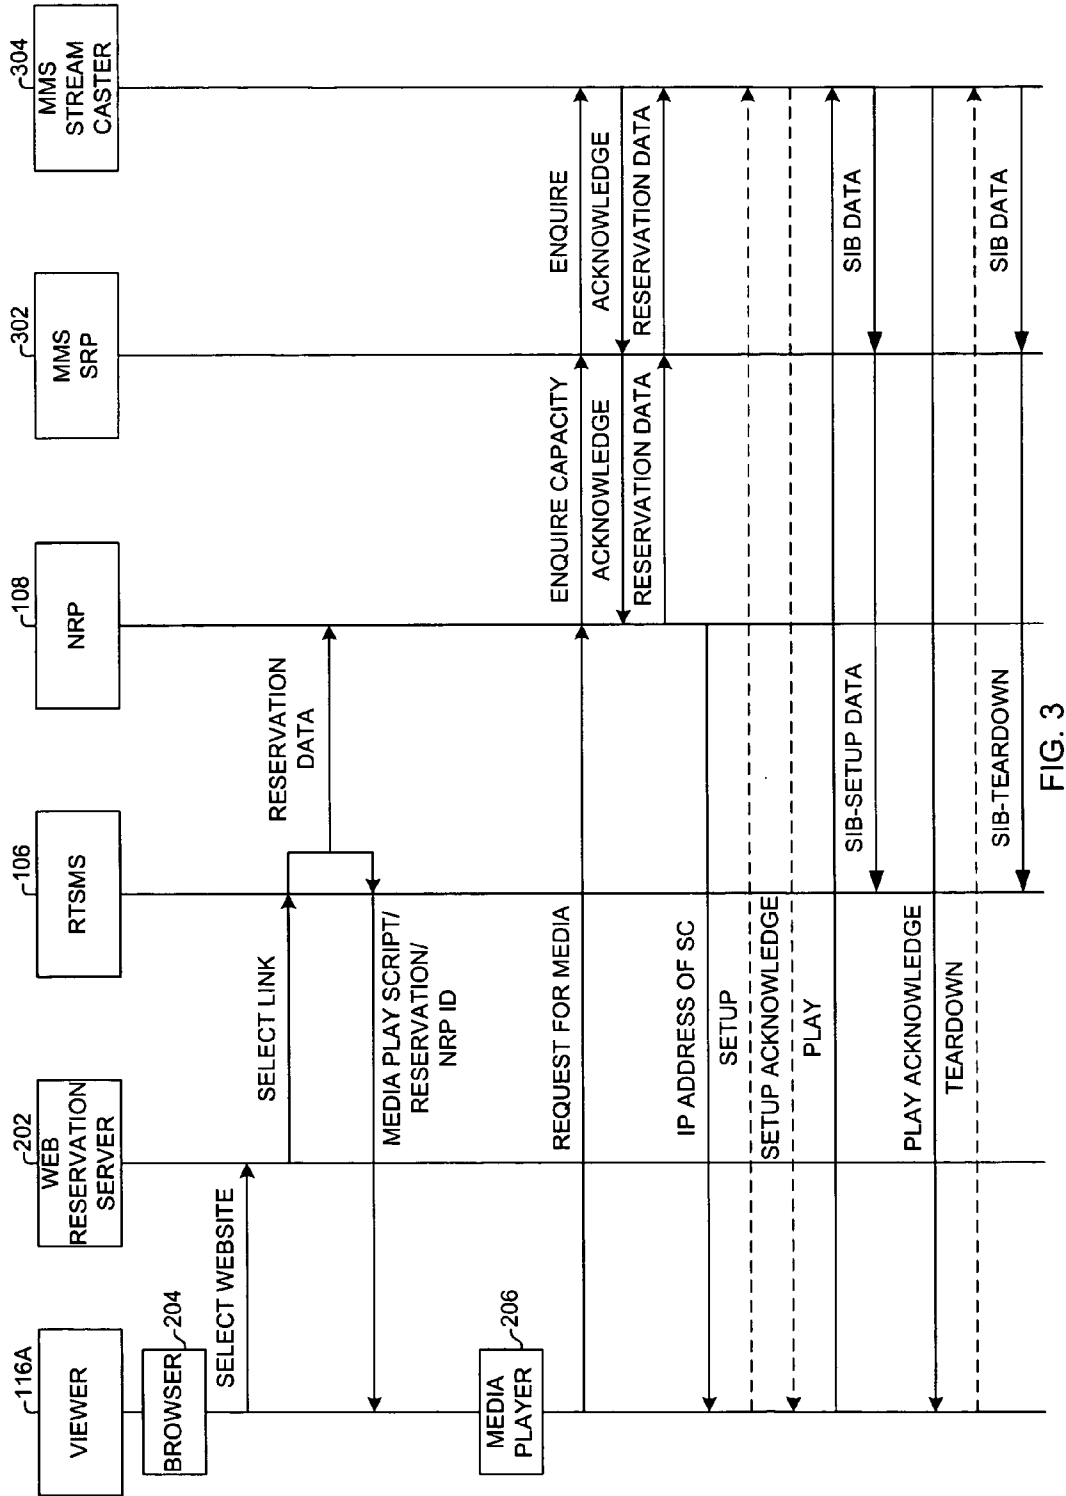 116A
VIEWER
BROWSER
204
202
WEB
RESERVATION
SERVER
106
RTSMS
108
NRP
302
MMS
SRP
304
MMS
STREAM
CASTER
SELECT WEBSITE
SELECT LINK
RESERVATION
DATA
MEDIA PLAY SCRIPT/
RESERVATION/
NRP ID
MEDIA
PLAYER
206
REQUEST FOR MEDIA
ENQUIRE CAPACITY
ENQUIRE
ACKNOWLEDGE
ACKNOWLEDGE
RESERVATION DATA
RESERVATION DATA
IP ADDRESS OF SC
SETUP
SETUP ACKNOWLEDGE
PLAY
SIB-SETUP DATA
SIB DATA
PLAY ACKNOWLEDGE
TEARDOWN
SIB-TEARDOWN
SIB DATA
FIG. 3